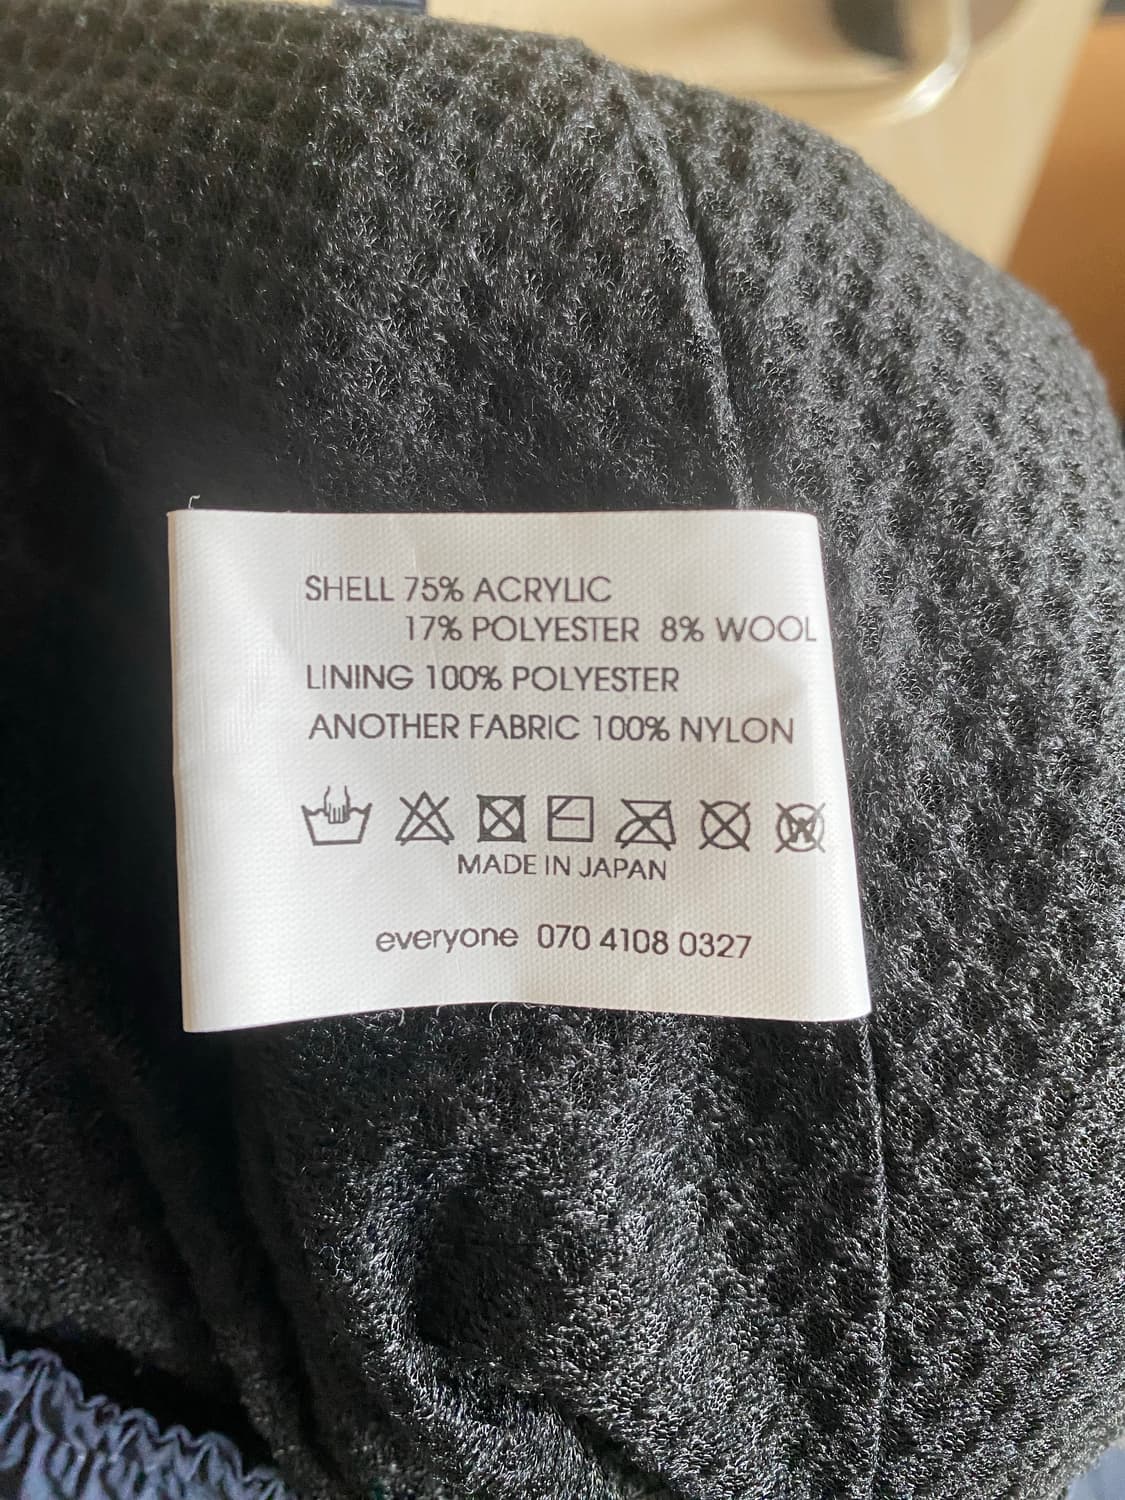 SHELL 75% ACRYLIC
17% POLYESTER 8% WOOL
LINING 100% POLYESTER
ANOTHER FABRIC 100% NYLON
W
MADE IN JAPAN
everyone 070 4108 0327